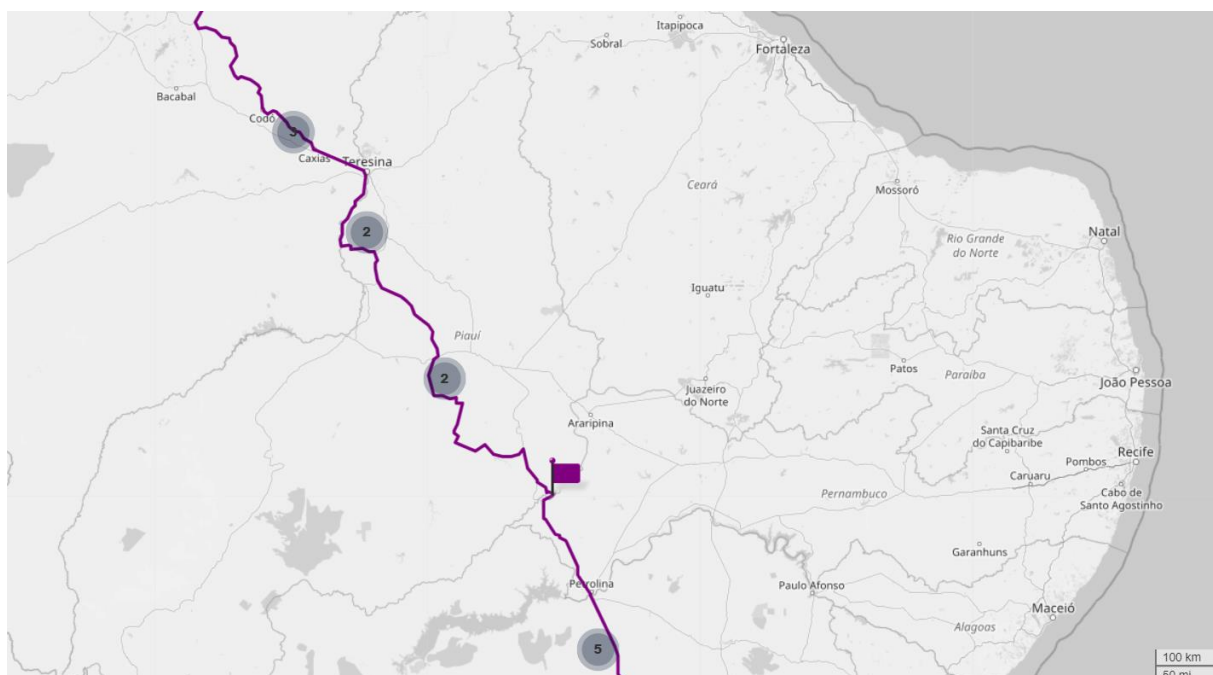 Itapipoca
Sobral
Fortaleza
Bacabal
Codó
3
Caxias
Teresina
Ceará
Mossoró
2
Natal
Rio Grande
do Norte
Iguatu
Piauí
Patos
Paraíba
João Pessoa
2
Juazeiro
do Norte
Araripina
Santa Cruz
do Capibaribe
Recife
Pombos
Caruaru
Pernambuco
Cabo de
Santo Agostinho
Garanhuns
Petrolina
Paulo Afonso
Maceió
Alagoas
5
100 km
50 mi